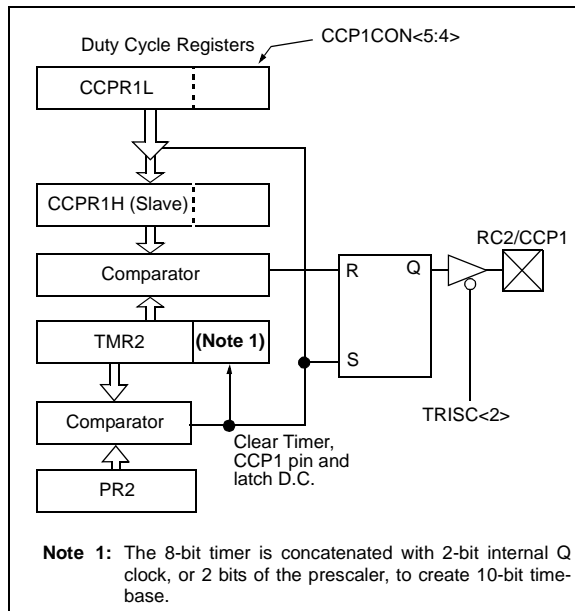 Duty Cycle Registers
CCP1CON<5:4>
CCPR1L
CCPR1H (Slave)
RC2/CCP1
Comparator
R
Q
TMR2
(Note 1)
S
Comparator
TRISC<2>
Clear Timer,
CCP1 pin and
latch D.C.
PR2
Note 1: The 8-bit timer is concatenated with 2-bit internal Q
clock, or 2 bits of the prescaler, to create 10-bit time-
base.